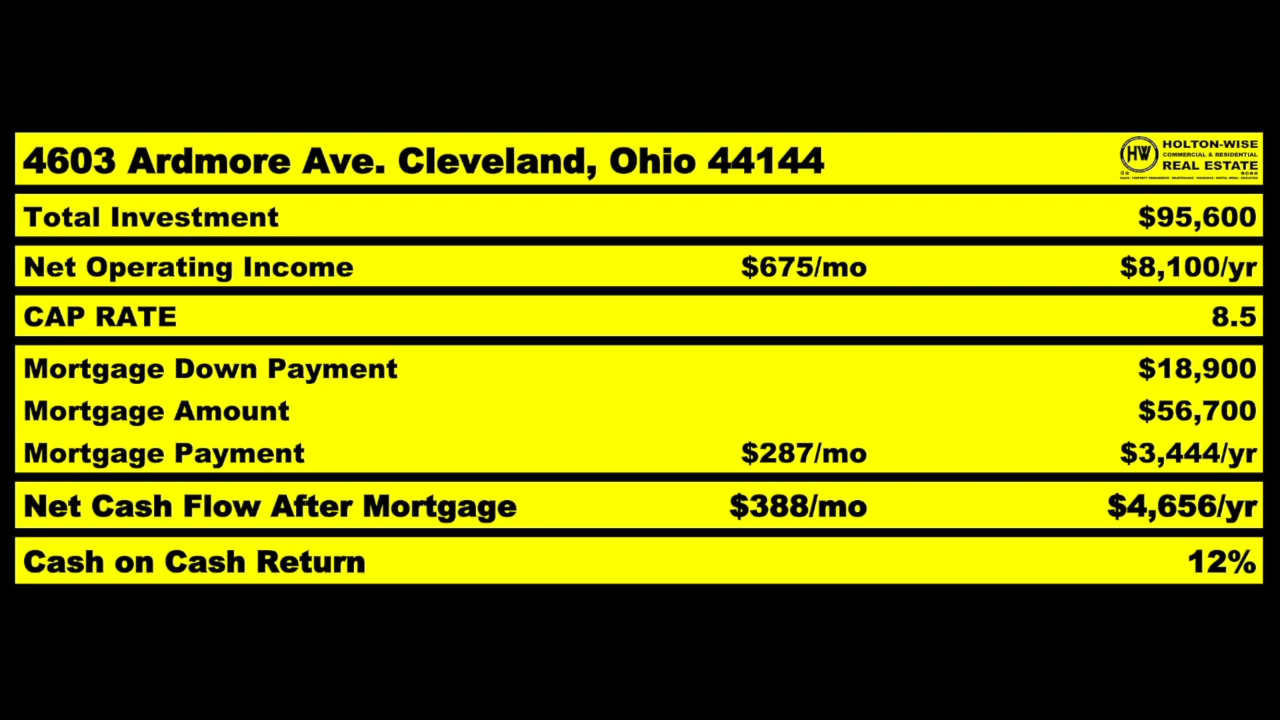 4603 Ardmore Ave. Cleveland, Ohio 44144
HW
HOLTON-WISE
COMMERCIAL & RESIDENTIAL
REAL ESTATE
Total Investment $95,600
Net Operating Income $675/mo $8,100/yr
CAP RATE 8.5
Mortgage Down Payment $18,900
Mortgage Amount $56,700
Mortgage Payment $287/mo $3,444/yr
Net Cash Flow After Mortgage $388/mo $4,656/yr
Cash on Cash Return 12%